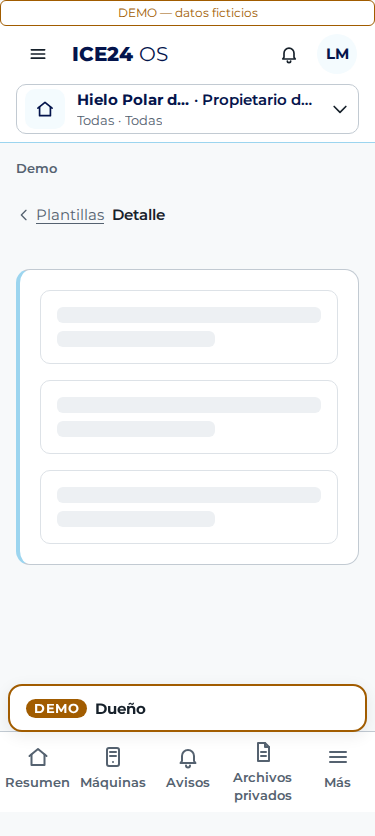 DEMO — datos ficticios
ICE24 OS
LM
Hielo Polar d... · Propietario d...
Todas · Todas
Demo
Plantillas Detalle
DEMO Dueño
Resumen
Máquinas
Avisos
Archivos privados
Más